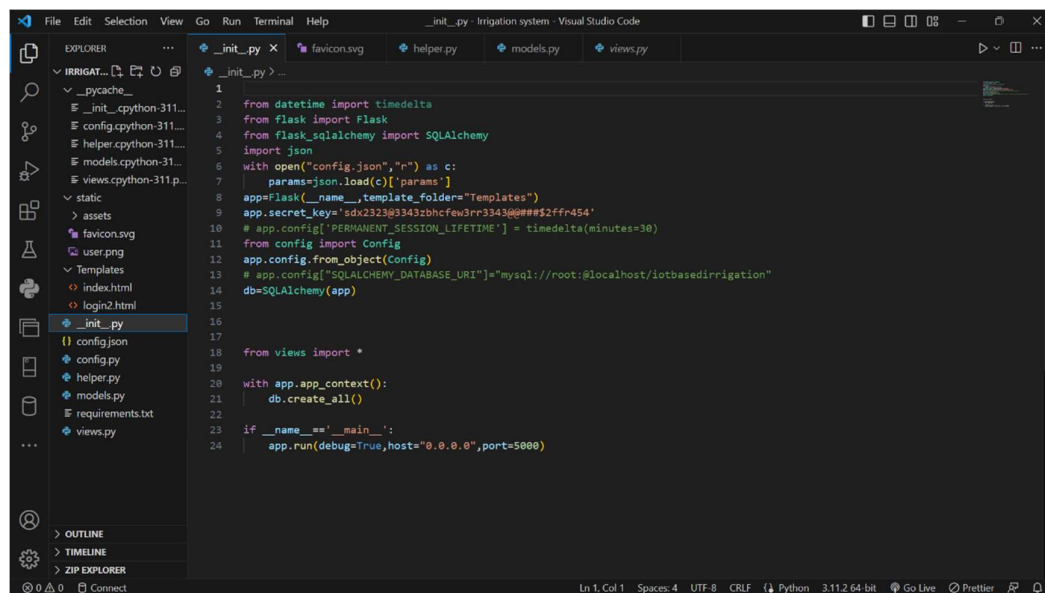 File Edit Selection View Go Run Terminal Help __init__.py - Irrigation system - Visual Studio Code
EXPLORER ...
IRRIGAT...
__pycache__
__init__.cpython-311...
config.cpython-311....
helper.cpython-311....
models.cpython-31...
views.cpython-311.p...
static
assets
favicon.svg
user.png
Templates
index.html
login2.html
__init__.py
config.json
config.py
helper.py
models.py
requirements.txt
views.py
OUTLINE
TIMELINE
ZIP EXPLORER
__init__.py favicon.svg helper.py models.py views.py
__init__.py > ...
1
2 from datetime import timedelta
3 from flask import Flask
4 from flask_sqlalchemy import SQLAlchemy
5 import json
6 with open("config.json","r") as c:
7 params=json.load(c)['params']
8 app=Flask(__name__,template_folder="Templates")
9 app.secret_key='sdx2323@3343zbhcfew3rr3343@@###$2ffr454'
10 # app.config['PERMANENT_SESSION_LIFETIME'] = timedelta(minutes=30)
11 from config import Config
12 app.config.from_object(Config)
13 # app.config["SQLALCHEMY_DATABASE_URI"]="mysql://root:@localhost/iotbasedirrigation"
14 db=SQLAlchemy(app)
15
16
17
18 from views import *
19
20 with app.app_context():
21 db.create_all()
22
23 if __name__=='__main__':
24 app.run(debug=True,host="0.0.0.0",port=5000)
0 0 Connect Ln 1, Col 1 Spaces: 4 UTF-8 CRLF Python 3.11.2 64-bit Go Live Prettier